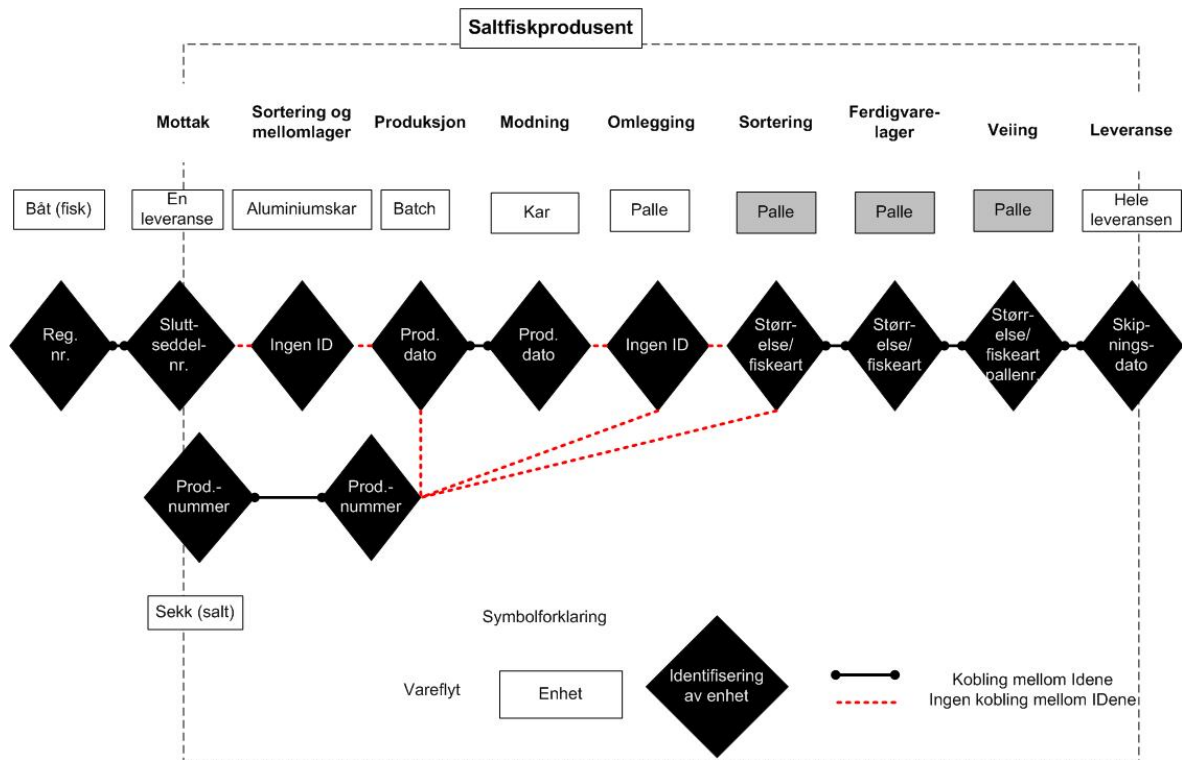 Saltfiskprodusent
Mottak
Sortering og
mellomlager
Produksjon
Modning
Omlegging
Sortering
Ferdigvare-
lager
Veiing
Leveranse
Båt (fisk)
En
leveranse
Aluminiumskar
Batch
Kar
Palle
Palle
Palle
Palle
Hele
leveransen
Reg.
nr.
Slutt-
seddel-
nr.
Ingen ID
Prod.
dato
Prod.
dato
Ingen ID
Størr-
else/
fiskeart
Størr-
else/
fiskeart
Størr-
else/
fiskeart
pallenr.
Skip-
nings-
dato
Prod.-
nummer
Prod.-
nummer
Sekk (salt)
Symbolforklaring
Vareflyt
Enhet
Identifisering
av enhet
Kobling mellom Idene
Ingen kobling mellom IDene